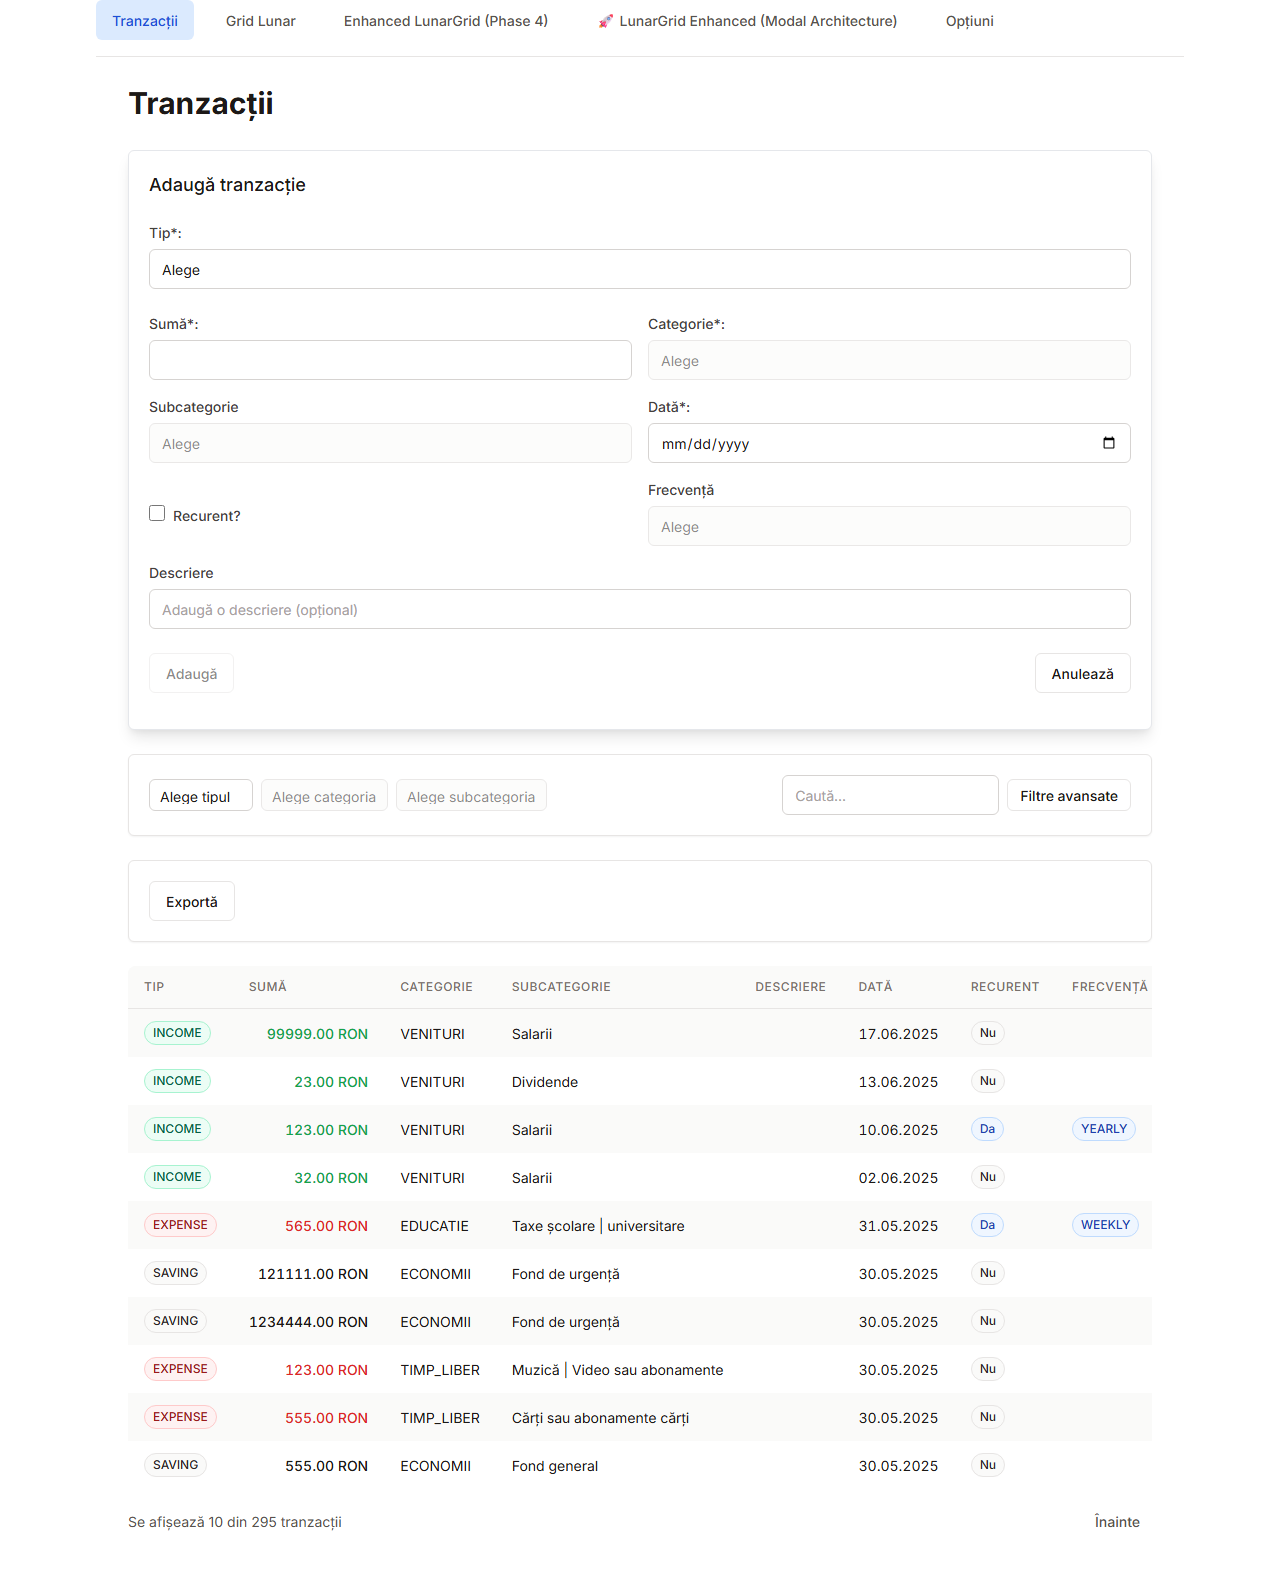 Tranzacții
Grid Lunar
Enhanced LunarGrid (Phase 4)
🚀 LunarGrid Enhanced (Modal Architecture)
Opțiuni
Tranzacții
Adaugă tranzacție
Tip*:
Alege
Sumă*:
Categorie*:
Alege
Subcategorie
Dată*:
Alege
mm/dd/yyyy
Recurent?
Frecvență
Alege
Descriere
Adaugă o descriere (opțional)
Adaugă
Anulează
Alege tipul
Alege categoria
Alege subcategoria
Caută...
Filtre avansate
Exportă
TIP SUMĂ CATEGORIE SUBCATEGORIE DESCRIERE DATĂ RECURENT FRECVENȚĂ
INCOME 99999.00 RON VENITURI Salarii 17.06.2025 Nu
INCOME 23.00 RON VENITURI Dividende 13.06.2025 Nu
INCOME 123.00 RON VENITURI Salarii 10.06.2025 Da YEARLY
INCOME 32.00 RON VENITURI Salarii 02.06.2025 Nu
EXPENSE 565.00 RON EDUCATIE Taxe școlare | universitare 31.05.2025 Da WEEKLY
SAVING 121111.00 RON ECONOMII Fond de urgență 30.05.2025 Nu
SAVING 1234444.00 RON ECONOMII Fond de urgență 30.05.2025 Nu
EXPENSE 123.00 RON TIMP_LIBER Muzică | Video sau abonamente 30.05.2025 Nu
EXPENSE 555.00 RON TIMP_LIBER Cărți sau abonamente cărți 30.05.2025 Nu
SAVING 555.00 RON ECONOMII Fond general 30.05.2025 Nu
Se afișează 10 din 295 tranzacții
Înainte